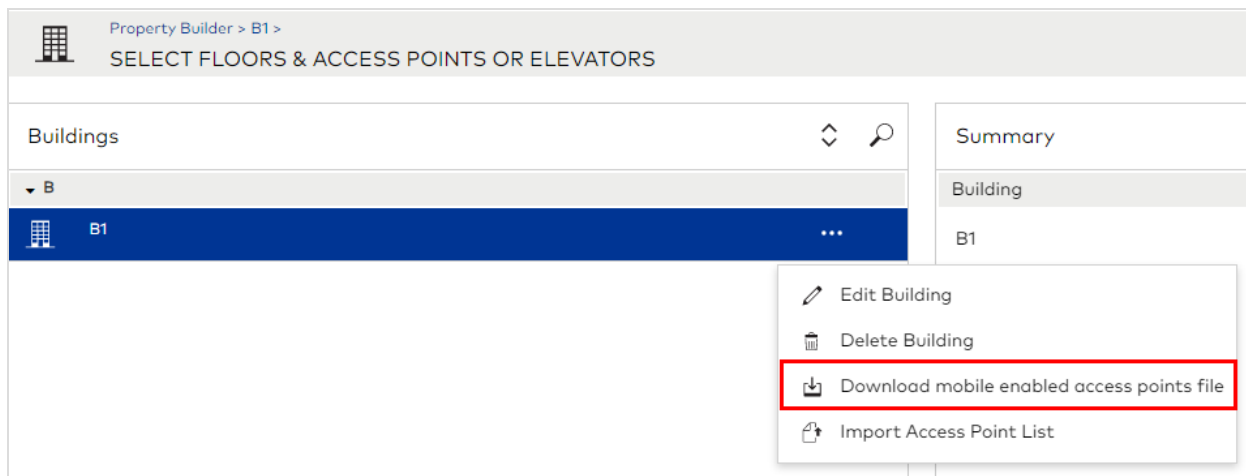 Property Builder > B1 >
SELECT FLOORS & ACCESS POINTS OR ELEVATORS
Buildings
Summary
B
Building
B1
B1
Edit Building
Delete Building
Download mobile enabled access points file
Import Access Point List